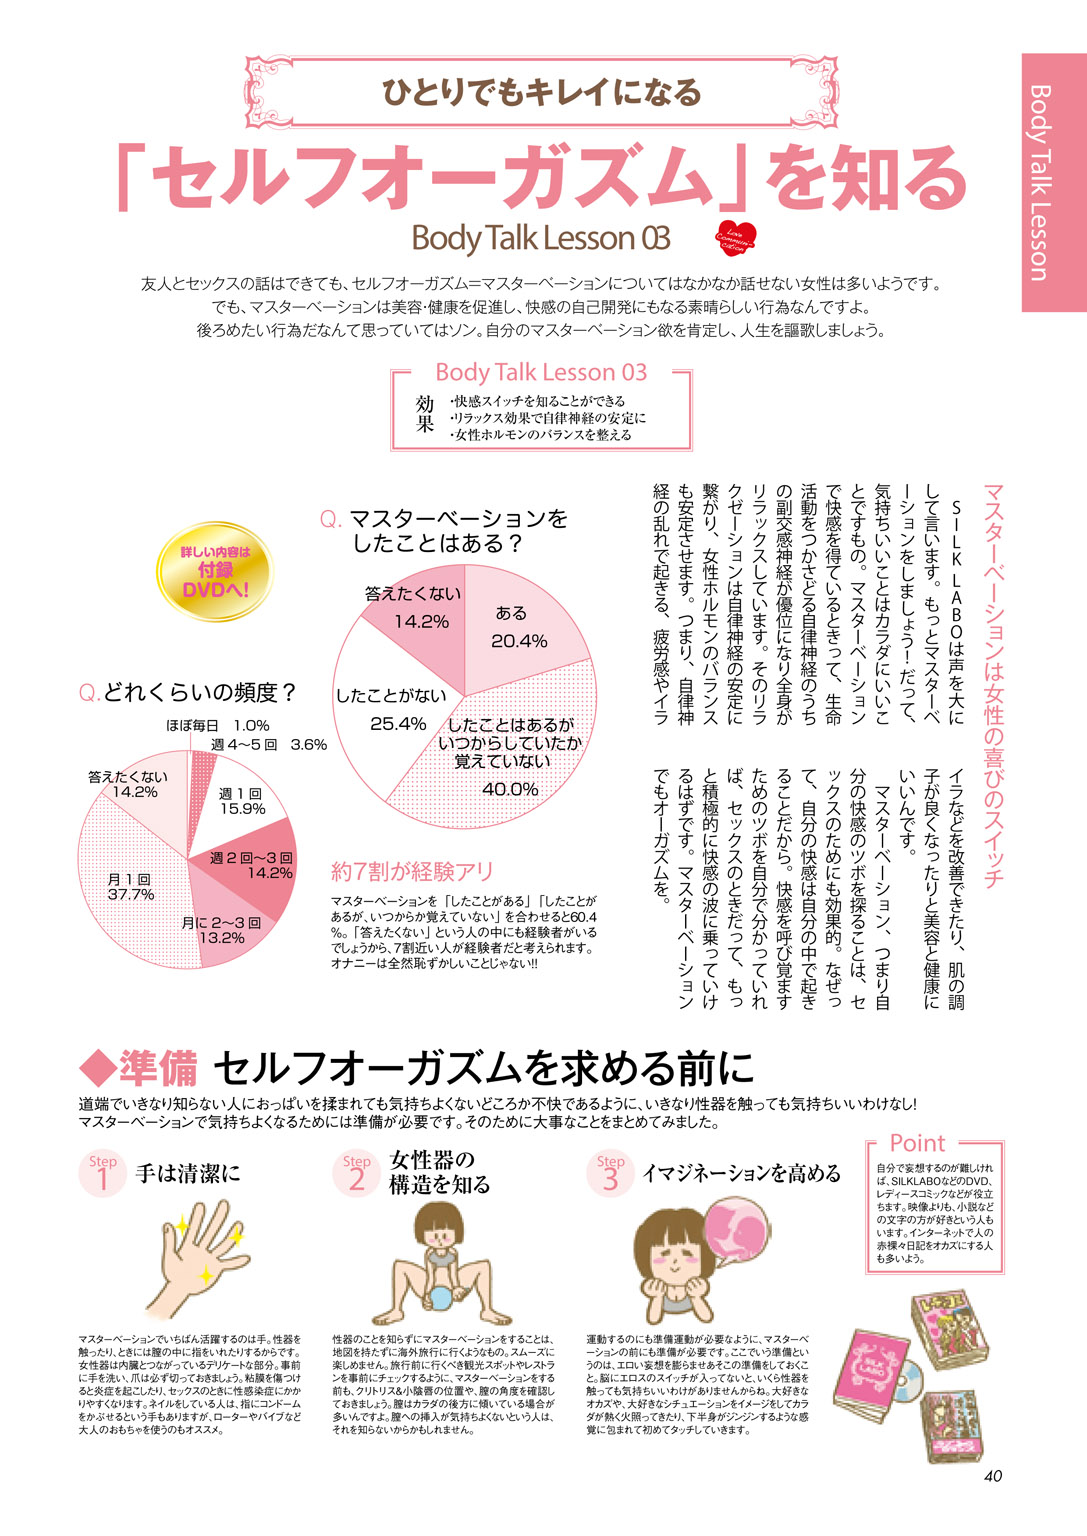 Body Talk Lesson
ひとりでもキレイになる
「セルフオーガズム」を知る
Body Talk Lesson 03
Love
Communi-
cation
友人とセックスの話はできても、セルフオーガズム=マスターベーションについてはなかなか話せない女性は多いようです。
でも、マスターベーションは美容・健康を促進し、快感の自己開発にもなる素晴らしい行為なんですよ。
後ろめたい行為だなんて思っていてはソン。自分のマスターベーション欲を肯定し、人生を謳歌しましょう。
Body Talk Lesson 03
効果
・快感スイッチを知ることができる
・リラックス効果で自律神経の安定に
・女性ホルモンのバランスを整える
マスターベーションは女性の喜びのスイッチ
SILK LABOは声を大に
して言います。もっとマスターベ
ーションをしましょう！だって、
気持ちいいことはカラダにいいこ
とですもの。マスターベーション
で快感を得ているときって、生命
活動をつかさどる自律神経のうち
の副交感神経が優位になり全身が
リラックスしています。そのリラ
クゼーションは自律神経の安定に
繋がり、女性ホルモンのバランス
も安定させます。つまり、自律神
経の乱れで起きる、疲労感やイラ
イラなどを改善できたり、肌の調
子が良くなったりと美容と健康に
いいんです。
マスターベーション、つまり自
分の快感のツボを探ることは、セ
ックスのためにも効果的。なぜっ
て、自分の快感は自分の中で起き
ることだから。快感を呼び覚ます
ためのツボを自分で分かっていれ
ば、セックスのときだって、もっ
と積極的に快感の波に乗っていけ
るはずです。マスターベーション
でもオーガズムを。
詳しい内容は
付録
DVDへ!
Q. マスターベーションを
したことはある？
答えたくない
14.2%
ある
20.4%
したことがない
25.4%
したことはあるが
いつからしていたか
覚えていない
40.0%
Q.どれくらいの頻度？
ほぼ毎日 1.0%
週4〜5回 3.6%
答えたくない
14.2%
週1回
15.9%
週2回〜3回
14.2%
月1回
37.7%
月に2〜3回
13.2%
約7割が経験アリ
マスターベーションを「したことがある」「したことが
あるが、いつからか覚えていない」を合わせると60.4
%。「答えたくない」という人の中にも経験者がいる
でしょうから、7割近い人が経験者だと考えられます。
オナニーは全然恥ずかしいことじゃない!!
◆準備 セルフオーガズムを求める前に
道端でいきなり知らない人におっぱいを揉まれても気持ちよくないどころか不快であるように、いきなり性器を触っても気持ちいいわけなし!
マスターベーションで気持ちよくなるためには準備が必要です。そのために大事なことをまとめてみました。
Step
1
手は清潔に
マスターベーションでいちばん活躍するのは手。性器を
触ったり、ときには膣の中に指をいれたりするからです。
女性器は内臓とつながっているデリケートな部分。事前
に手を洗い、爪は必ず切っておきましょう。粘膜を傷つけ
ると炎症を起こしたり、セックスのときに性感染症にかか
りやすくなります。ネイルをしている人は、指にコンドーム
をかぶせるという手もありますが、ローターやバイブなど
大人のおもちゃを使うのもオススメ。
Step
2
女性器の
構造を知る
性器のことを知らずにマスターベーションをすることは、
地図を持たずに海外旅行に行くようなもの。スムーズに
楽しめません。旅行前に行くべき観光スポットやレストラ
ンを事前にチェックするように、マスターベーションをする
前も、クリトリス&小陰唇の位置や、膣の角度を確認し
ておきましょう。膣はカラダの後方に傾いている場合が
多いんですよ。膣への挿入が気持ちよくないという人は、
それを知らないからかもしれません。
Step
3
イマジネーションを高める
運動するのにも準備運動が必要なように、マスターベ
ーションの前にも準備が必要です。ここでいう準備とい
うのは、エロい妄想を膨らませあそこの準備をしておくこ
と。脳にエロスのスイッチが入ってないと、いくら性器を
触っても気持ちいいわけがありませんからね。大好きな
オカズや、大好きなシチュエーションをイメージしてカラ
ダが熱く火照ってきたり、下半身がジンジンするような感
覚に包まれて初めてタッチしていきます。
Point
自分で妄想するのが難しけれ
ば、SILKLABOなどのDVD、
レディースコミックなどが役立
ちます。映像よりも、小説など
の文字の方が好きという人も
います。インターネットで人の
赤裸々日記をオカズにする人
も多いよう。
SILK
LABO
40